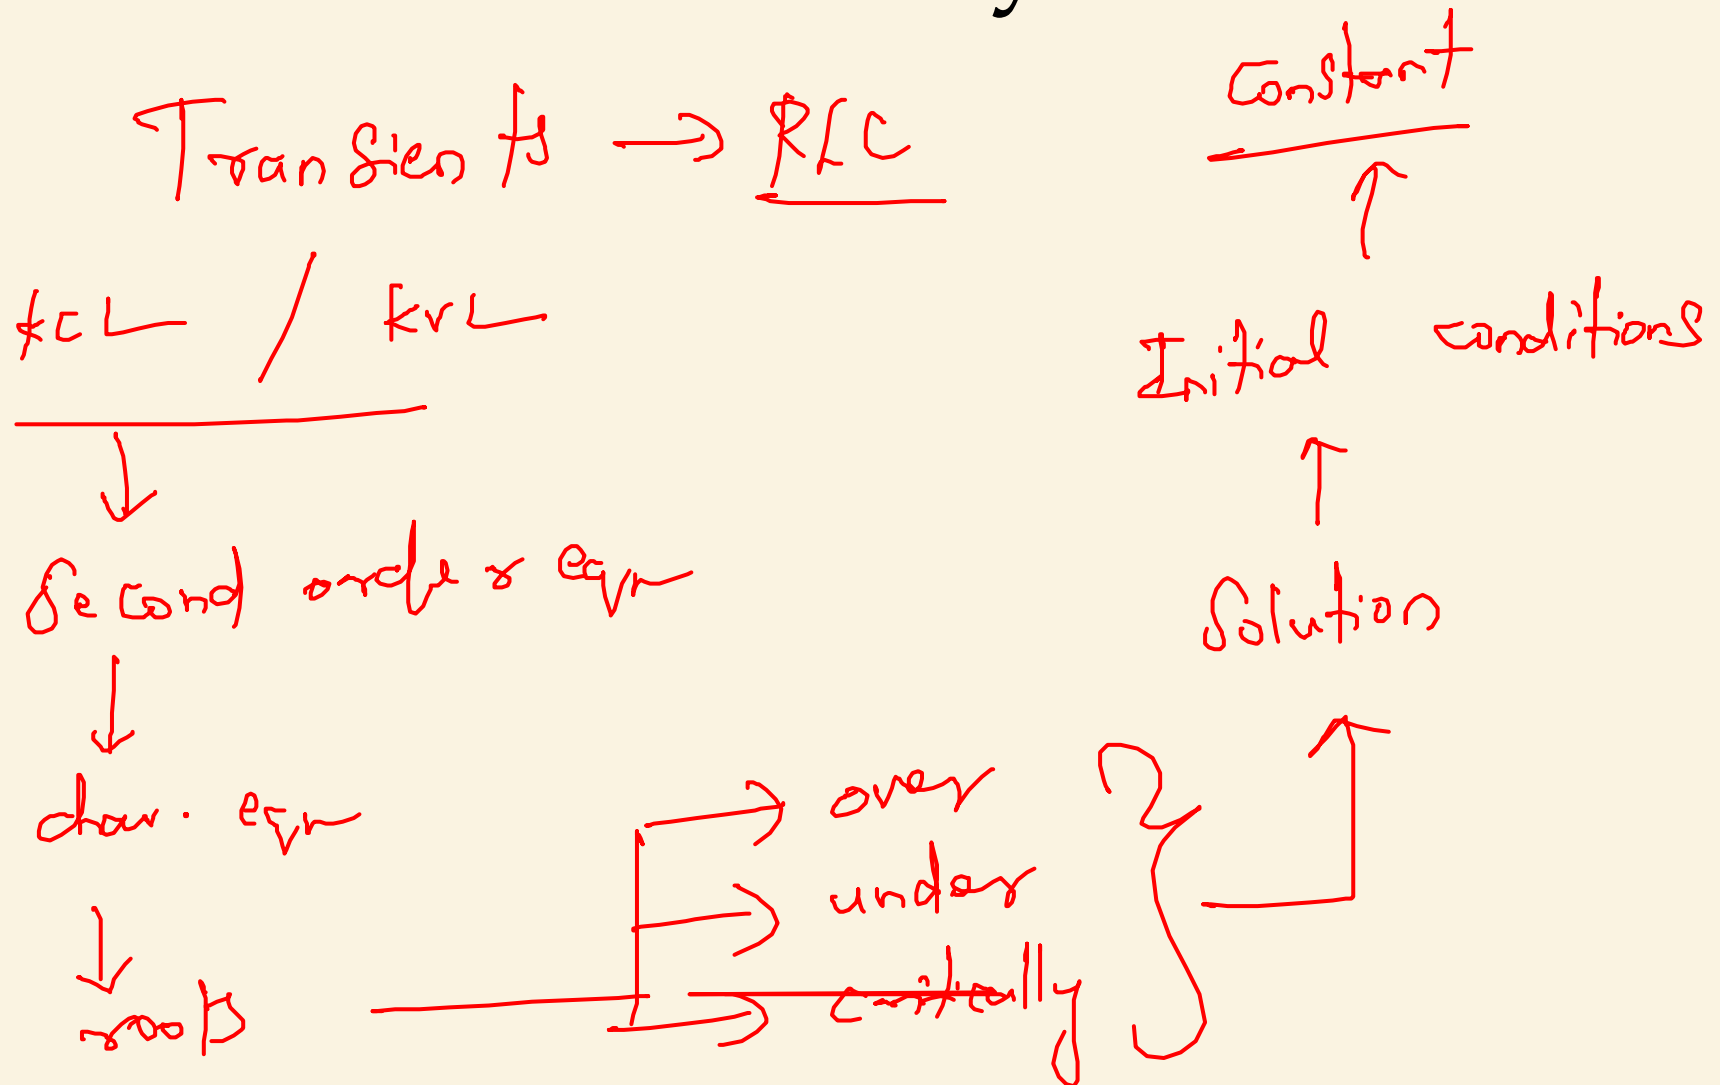 Transients → RLC
KCL / KVL
Second order eqn
char. eqn
roots
over
under
critically
Solution
Initial conditions
Constant